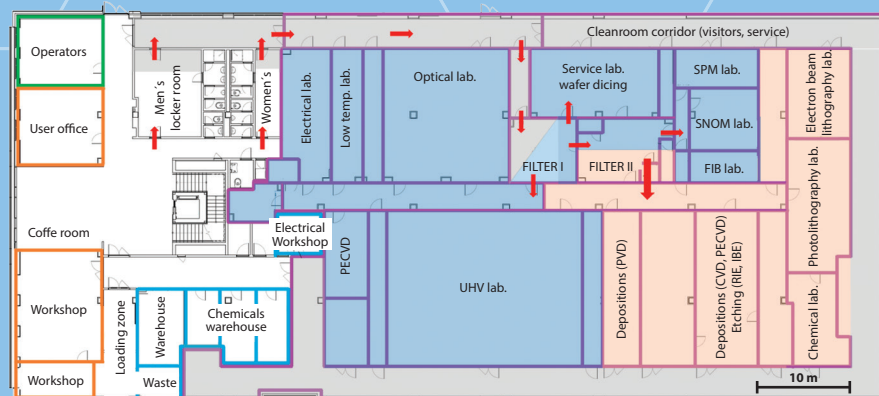 Cleanroom corridor (visitors, service)
Operators
User office
Men´s
locker room
Women´s
Electrical lab.
Low temp. lab.
Optical lab.
Service lab.
wafer dicing
SPM lab.
SNOM lab.
FIB lab.
Electron beam
lithography lab.
FILTER I
FILTER II
Photolithography lab.
Coffe room
Electrical
Workshop
PECVD
UHV lab.
Depositions (PVD)
Depositions (CVD, PECVD)
Etching (RIE, IBE)
Chemical lab.
Workshop
Loading zone
Warehouse
Chemicals
warehouse
Workshop
Waste
10 m